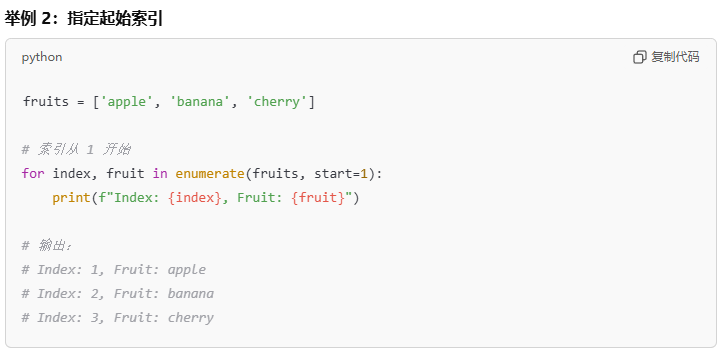 举例 2：指定起始索引
python
复制代码
fruits = ['apple', 'banana', 'cherry']
# 索引从 1 开始
for index, fruit in enumerate(fruits, start=1):
    print(f"Index: {index}, Fruit: {fruit}")
# 输出：
# Index: 1, Fruit: apple
# Index: 2, Fruit: banana
# Index: 3, Fruit: cherry